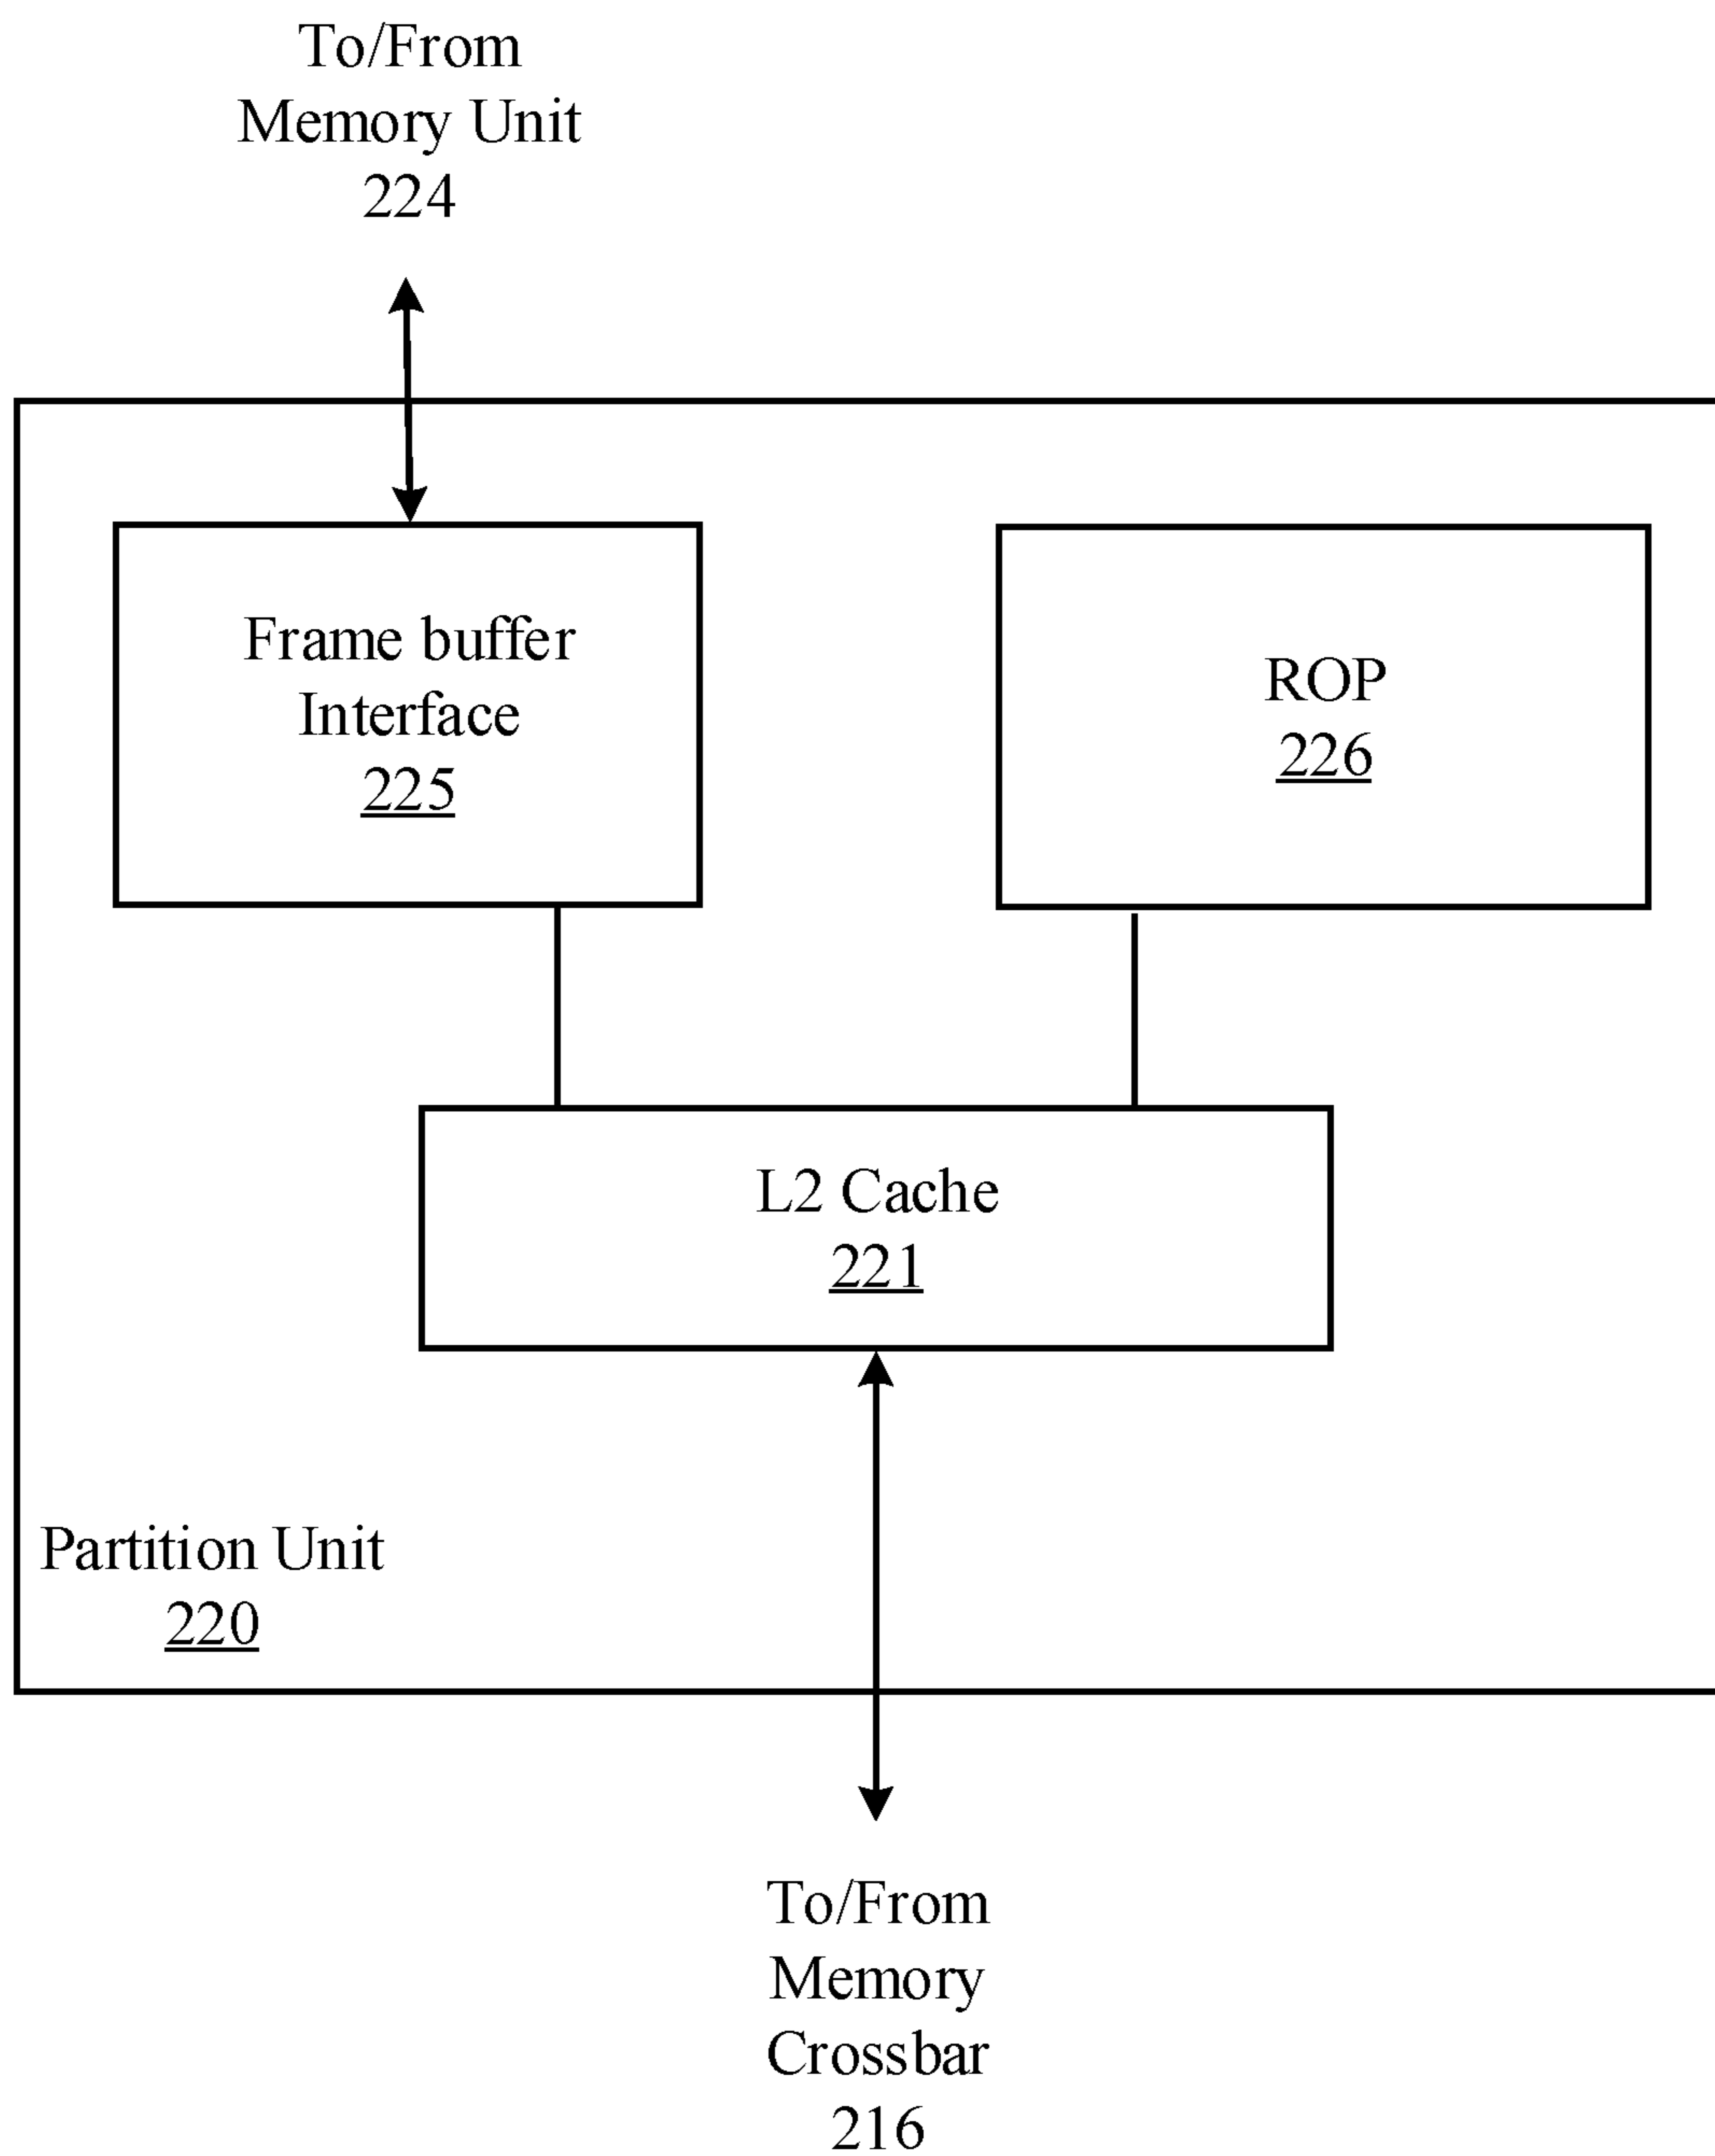 To/From
Memory Unit
224
Frame buffer
Interface
225
ROP
226
L2 Cache
221
Partition Unit
220
To/From
Memory
Crossbar
216